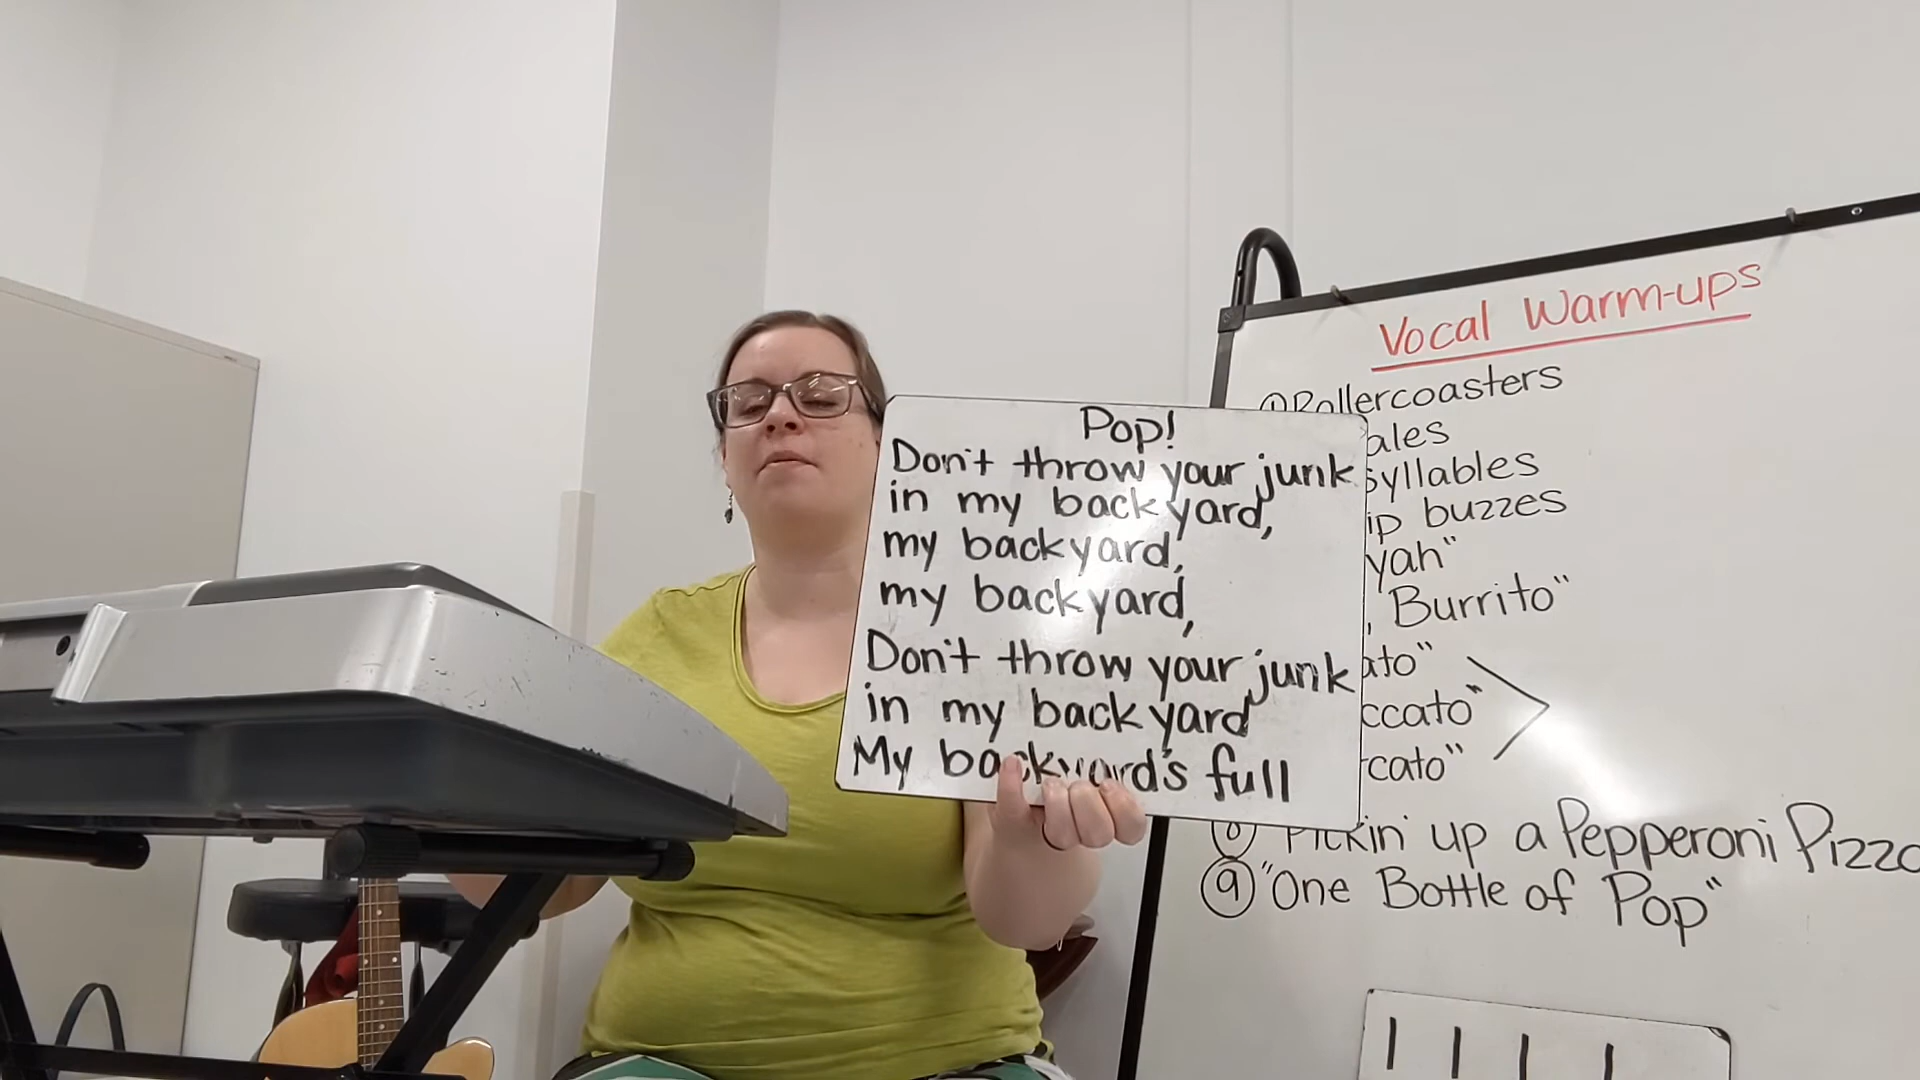 Pop!
Don't throw your junk
in my backyard,
my backyard,
my backyard,
Don't throw your junk
in my backyard
My backyard's full
Vocal Warm-ups
① Rollercoasters
ales
syllables
ip buzzes
yah"
, Burrito"
ato"
ccato"
ccato"
"Pickin' up a Pepperoni Pizza
⑨ "One Bottle of Pop"